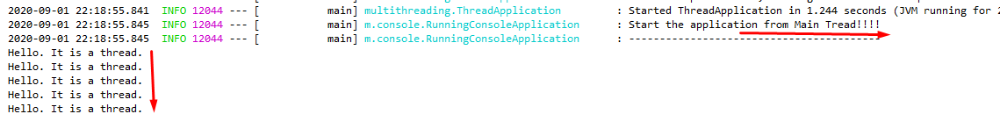 2020-09-01 22:18:55.841 INFO 12044 --- [ main] multithreading.ThreadApplication : Started ThreadApplication in 1.244 seconds (JVM running for 2
2020-09-01 22:18:55.845 INFO 12044 --- [ main] m.console.RunningConsoleApplication : Start the application from Main Tread!!!!
2020-09-01 22:18:55.845 INFO 12044 --- [ main] m.console.RunningConsoleApplication : ---------------------------------------
Hello. It is a thread.
Hello. It is a thread.
Hello. It is a thread.
Hello. It is a thread.
Hello. It is a thread.